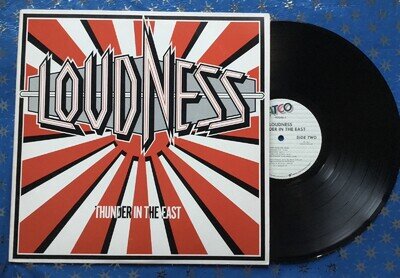 LOUDNESS
THUNDER IN THE EAST
ATCO
LOUDNESS
THUNDER IN THE EAST
SIDE TWO